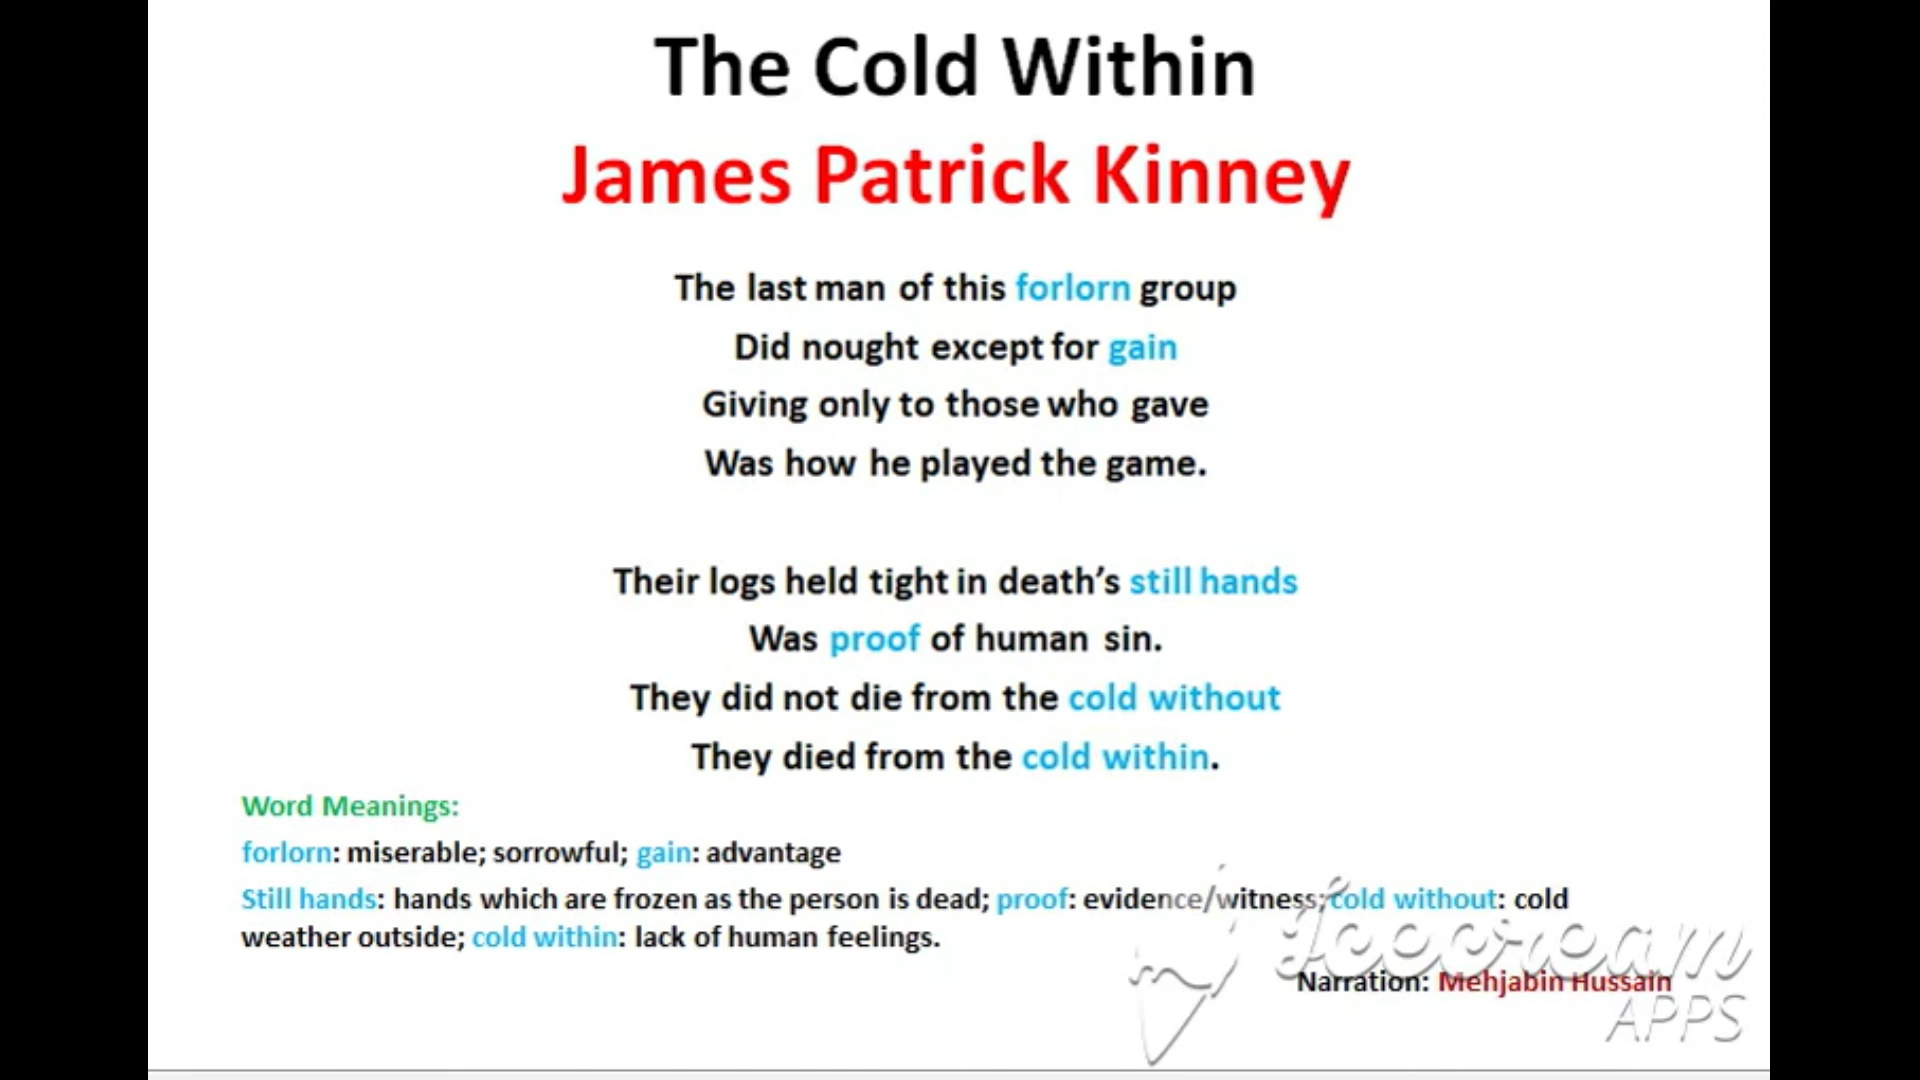 The Cold Within
James Patrick Kinney
The last man of this forlorn group
Did nought except for gain
Giving only to those who gave
Was how he played the game.
Their logs held tight in death's still hands
Was proof of human sin.
They did not die from the cold without
They died from the cold within.
Word Meanings:
forlorn: miserable; sorrowful; gain: advantage
Still hands: hands which are frozen as the person is dead; proof: evidence/witness; cold without: cold
weather outside; cold within: lack of human feelings.
Icecream
Narration: Mehjabin Hussain
APPS